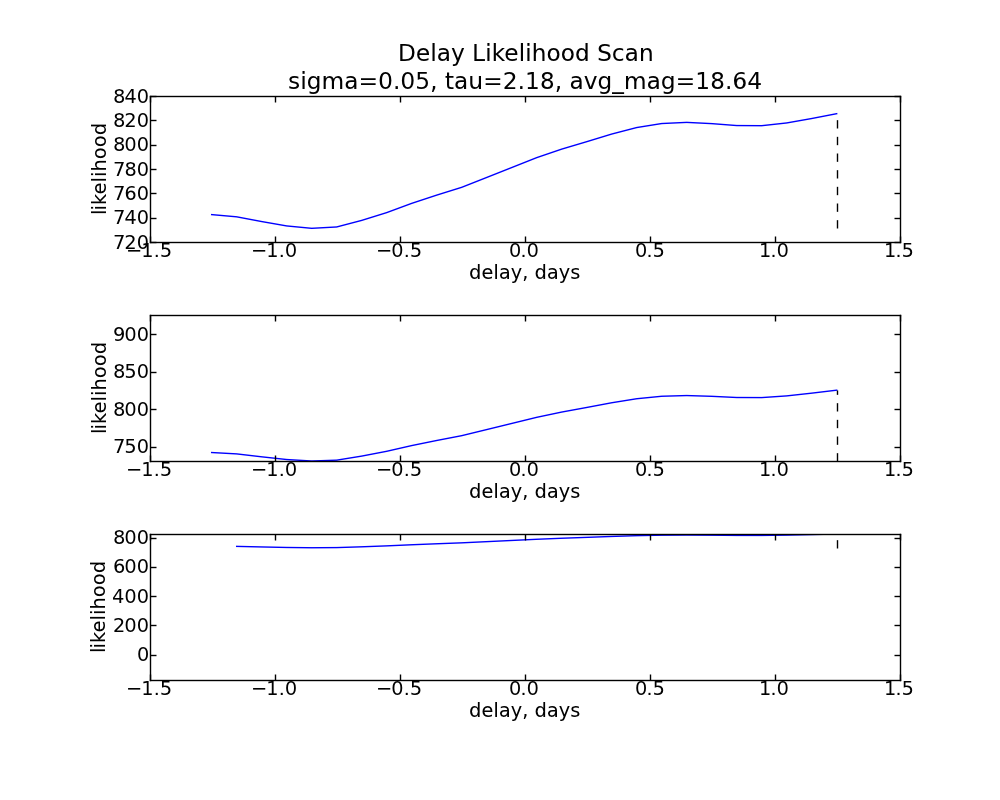 Delay Likelihood Scan
sigma=0.05, tau=2.18, avg_mag=18.64
840
820
800
780
760
740
720
likelihood
−1.5 −1.0 −0.5 0.0 0.5 1.0 1.5
delay, days
900
850
800
750
likelihood
−1.5 −1.0 −0.5 0.0 0.5 1.0 1.5
delay, days
800
600
400
200
0
likelihood
−1.5 −1.0 −0.5 0.0 0.5 1.0 1.5
delay, days